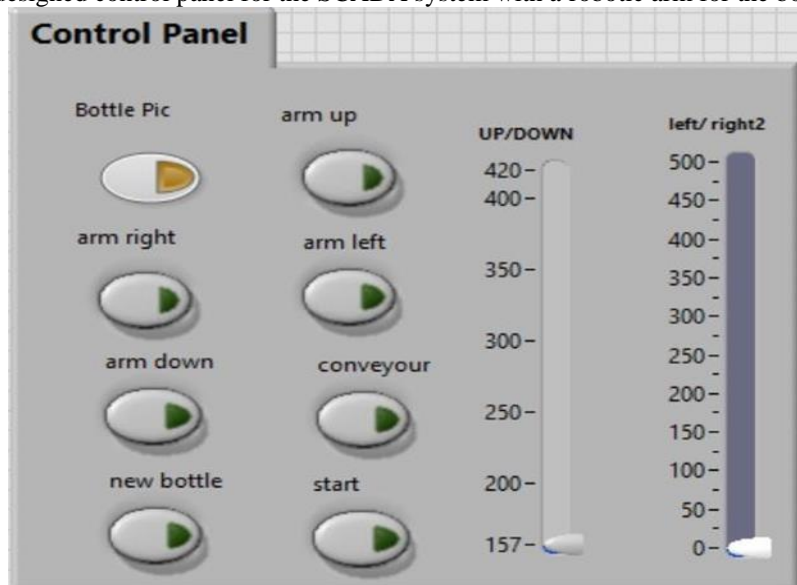 Control Panel
Bottle Pic
arm up
arm right
arm left
arm down
conveyour
new bottle
start
UP/DOWN
420
400
350
300
250
200
157
left/ right2
500
450
400
350
300
250
200
150
100
50
0